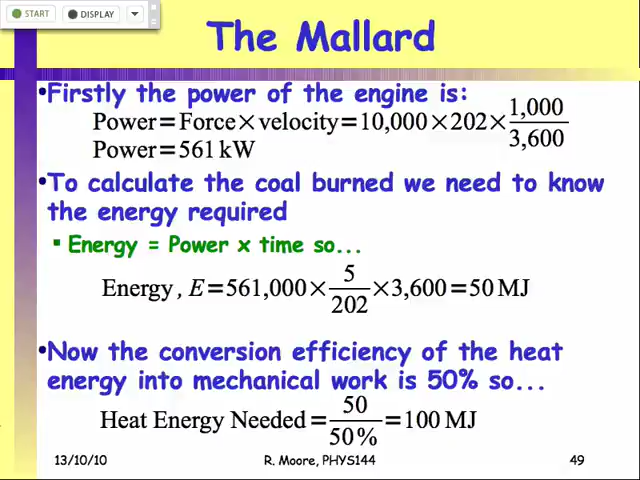 START DISPLAY
The Mallard
•Firstly the power of the engine is:
Power=Force×velocity=10,000×202×1,000/3,600
Power=561 kW
•To calculate the coal burned we need to know
the energy required
▪ Energy = Power x time so...
Energy , E=561,000×5/202×3,600=50 MJ
•Now the conversion efficiency of the heat
energy into mechanical work is 50% so...
Heat Energy Needed=50/50%=100 MJ
13/10/10 R. Moore, PHYS144 49